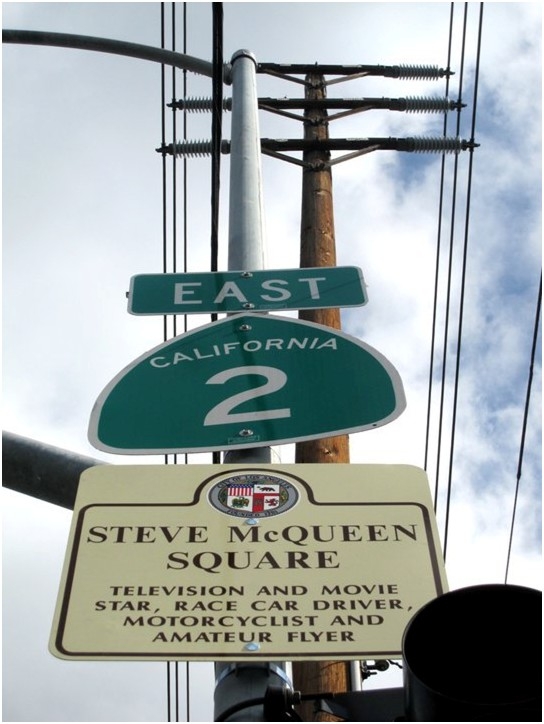 EAST
CALIFORNIA
2
STEVE McQUEEN
SQUARE
TELEVISION AND MOVIE
STAR, RACE CAR DRIVER,
MOTORCYCLIST AND
AMATEUR FLYER